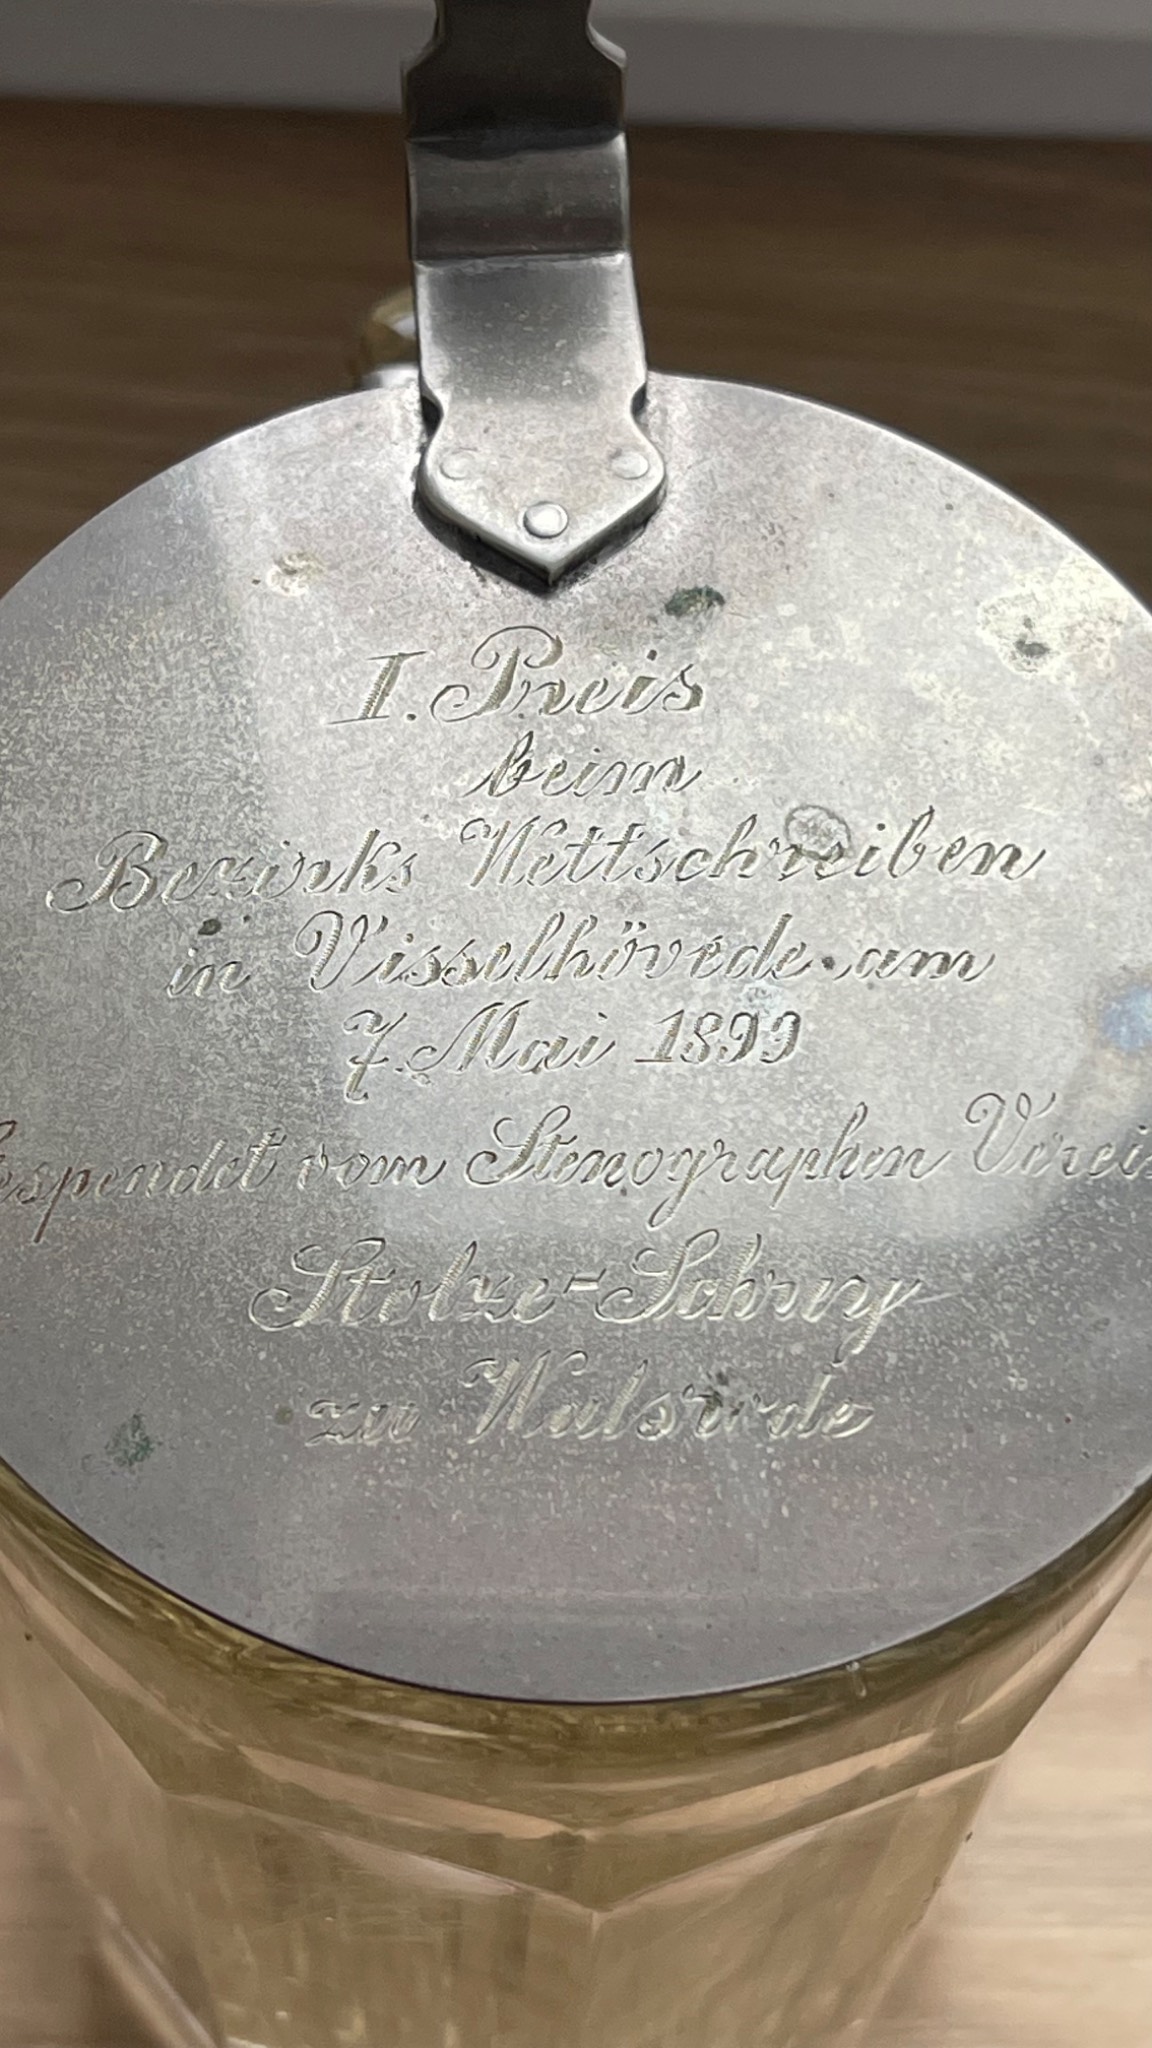 I. Preis
beim
Bezirks Wettschreiben
in Visselhövede am
7. Mai 1899
Gespendet vom Stenographen Verein
Stolze-Schrey
zu Walsrode